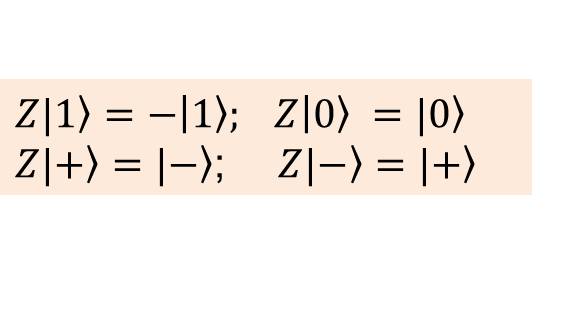 Z|1⟩ = −|1⟩; Z|0⟩ = |0⟩
Z|+⟩ = |−⟩; Z|−⟩ = |+⟩